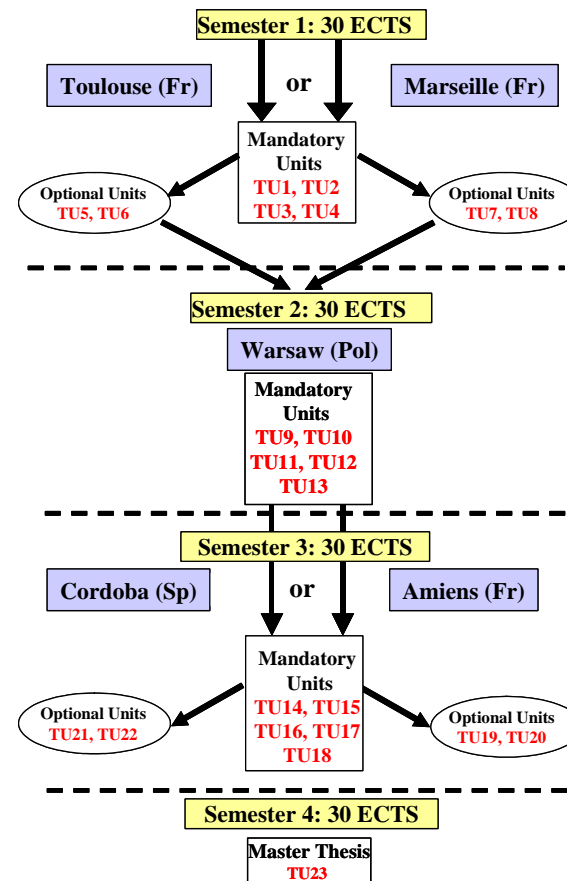 Semester 1: 30 ECTS
Toulouse (Fr)
or
Marseille (Fr)
Mandatory
Units
TU1, TU2
TU3, TU4
Optional Units
TU5, TU6
Optional Units
TU7, TU8
Semester 2: 30 ECTS
Warsaw (Pol)
Mandatory
Units
TU9, TU10
TU11, TU12
TU13
Semester 3: 30 ECTS
Cordoba (Sp)
or
Amiens (Fr)
Mandatory
Units
TU14, TU15
TU16, TU17
TU18
Optional Units
TU21, TU22
Optional Units
TU19, TU20
Semester 4: 30 ECTS
Master Thesis
TU23